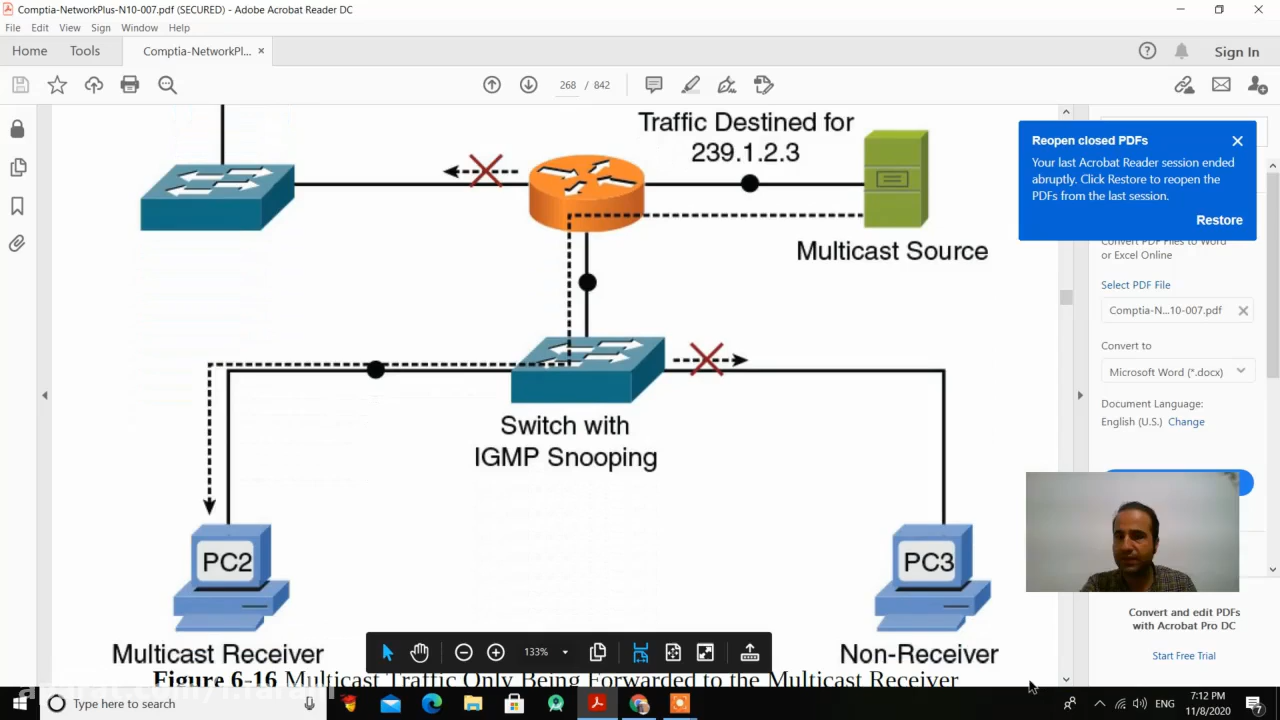 Comptia-NetworkPlus-N10-007.pdf (SECURED) - Adobe Acrobat Reader DC
File Edit View Sign Window Help
Home Tools Comptia-NetworkPl... ×
Sign In
268 / 842
Traffic Destined for
239.1.2.3
Multicast Source
Switch with
IGMP Snooping
PC2
PC3
Multicast Receiver
Non-Receiver
Figure 6-16 Multicast Traffic Only Being Forwarded to the Multicast Receiver
133%
Reopen closed PDFs
Your last Acrobat Reader session ended
abruptly. Click Restore to reopen the
PDFs from the last session.
Restore
Convert PDF Files to Word
or Excel Online
Select PDF File
Comptia-N...10-007.pdf
Convert to
Microsoft Word (*.docx)
Document Language:
English (U.S.) Change
Convert and edit PDFs
with Acrobat Pro DC
Start Free Trial
Type here to search
ENG
7:12 PM
11/8/2020
7